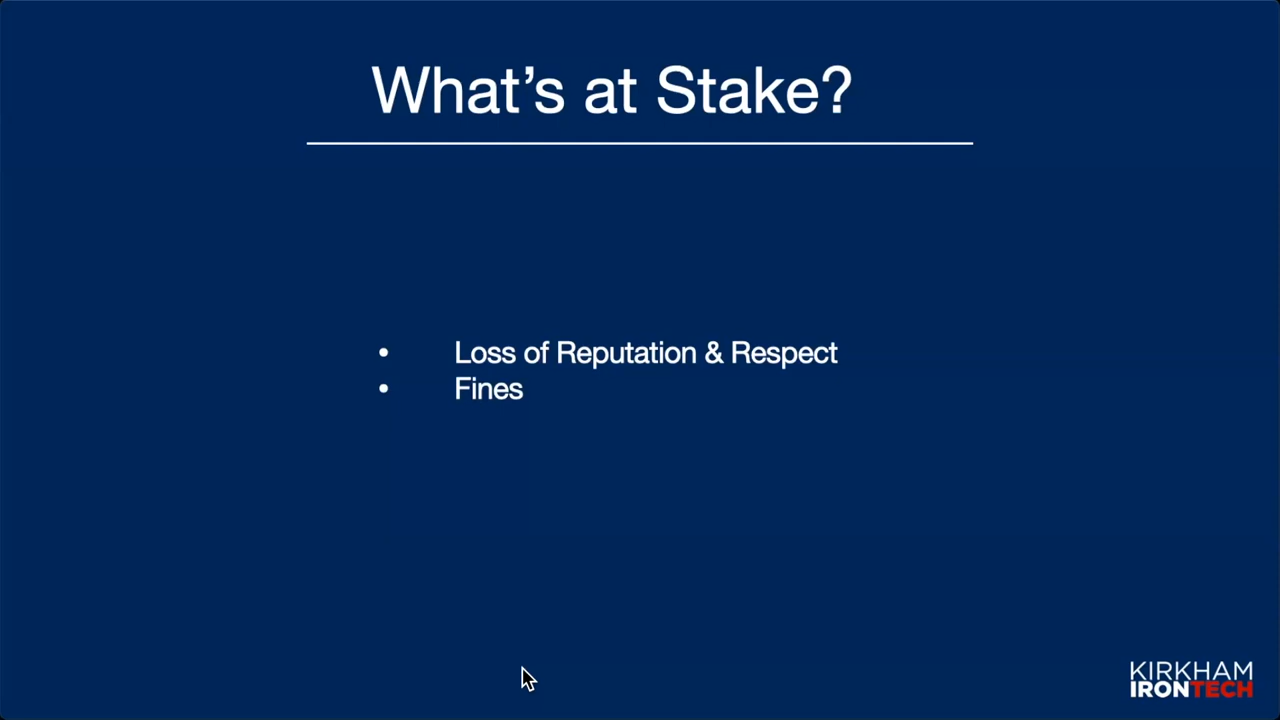 What's at Stake?
• Loss of Reputation & Respect
• Fines
KIRKHAM
IRONTECH